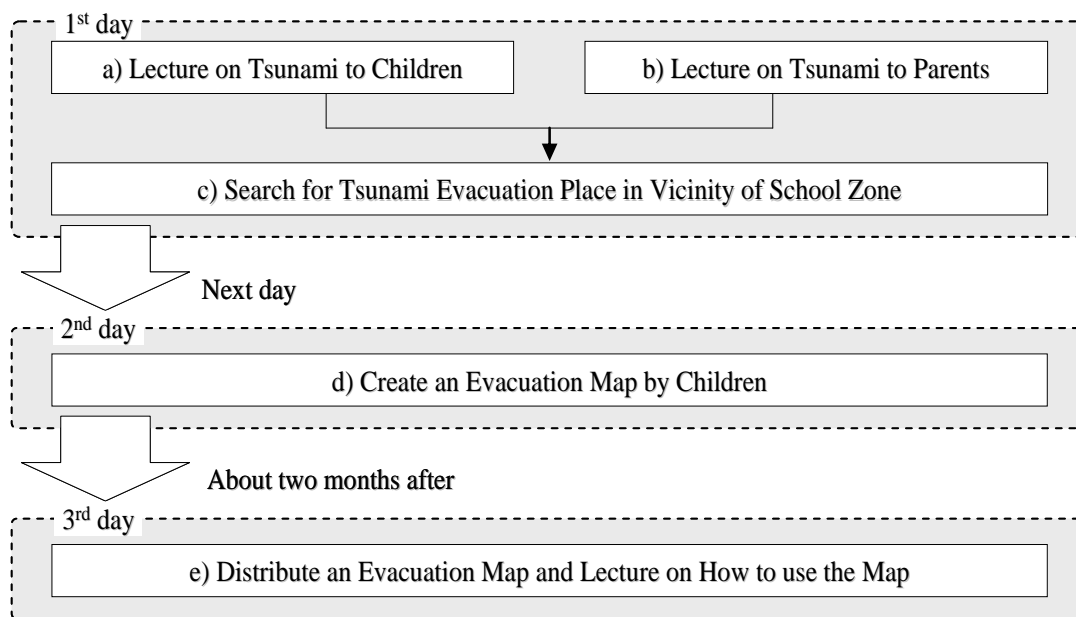 1st day
a) Lecture on Tsunami to Children
b) Lecture on Tsunami to Parents
c) Search for Tsunami Evacuation Place in Vicinity of School Zone
Next day
2nd day
d) Create an Evacuation Map by Children
About two months after
3rd day
e) Distribute an Evacuation Map and Lecture on How to use the Map